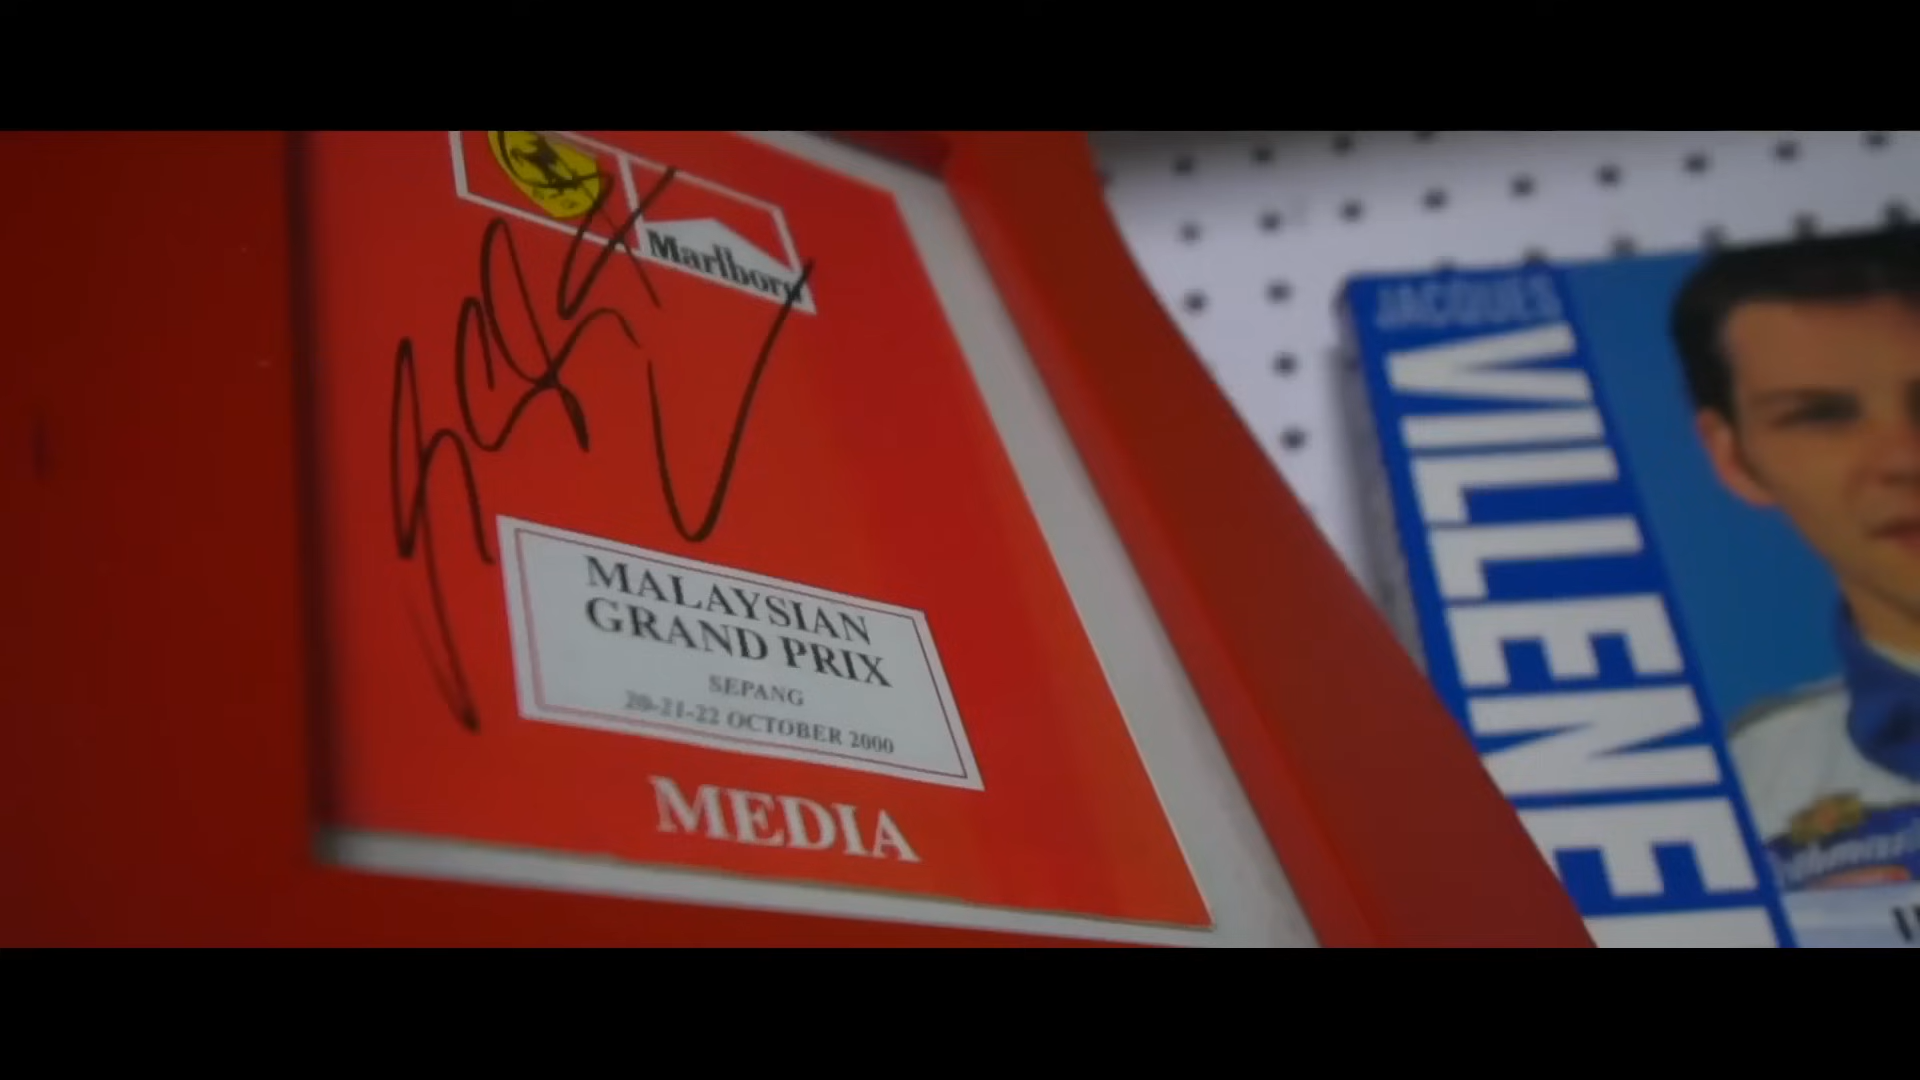 Marlboro
MALAYSIAN
GRAND PRIX
SEPANG
20-21-22 OCTOBER 2000
MEDIA
JACQUES
VILLENE